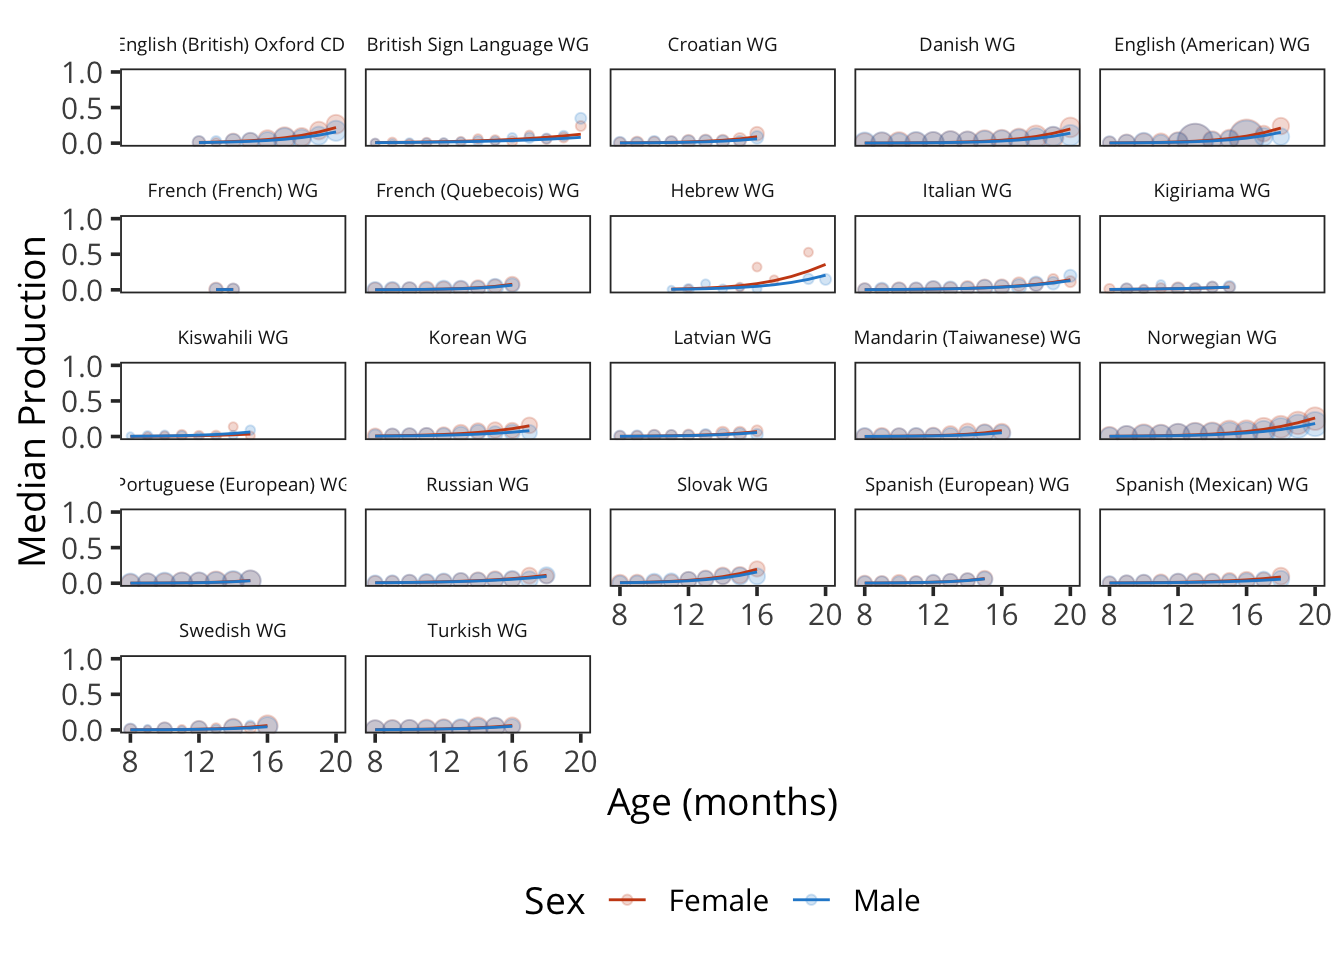 English (British) Oxford CD British Sign Language WG Croatian WG Danish WG English (American) WG
1.0
0.5
0.0
French (French) WG French (Quebecois) WG Hebrew WG Italian WG Kigiriama WG
1.0
0.5
0.0
Kiswahili WG Korean WG Latvian WG Mandarin (Taiwanese) WG Norwegian WG
1.0
0.5
0.0
Median Production
Portuguese (European) WG Russian WG Slovak WG Spanish (European) WG Spanish (Mexican) WG
1.0
0.5
0.0
8 12 16 20 8 12 16 20 8 12 16 20
Swedish WG Turkish WG
1.0
0.5
0.0
8 12 16 20 8 12 16 20
Age (months)
Sex Female Male